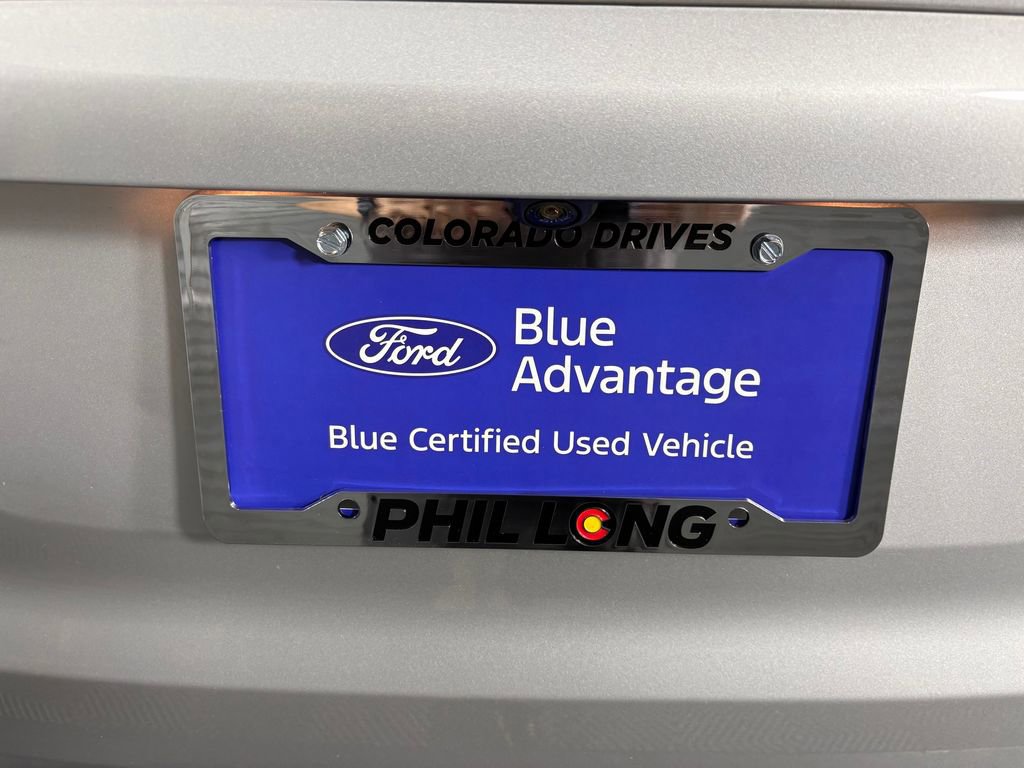 COLORADO DRIVES
Ford
Blue
Advantage
Blue Certified Used Vehicle
PHIL LONG